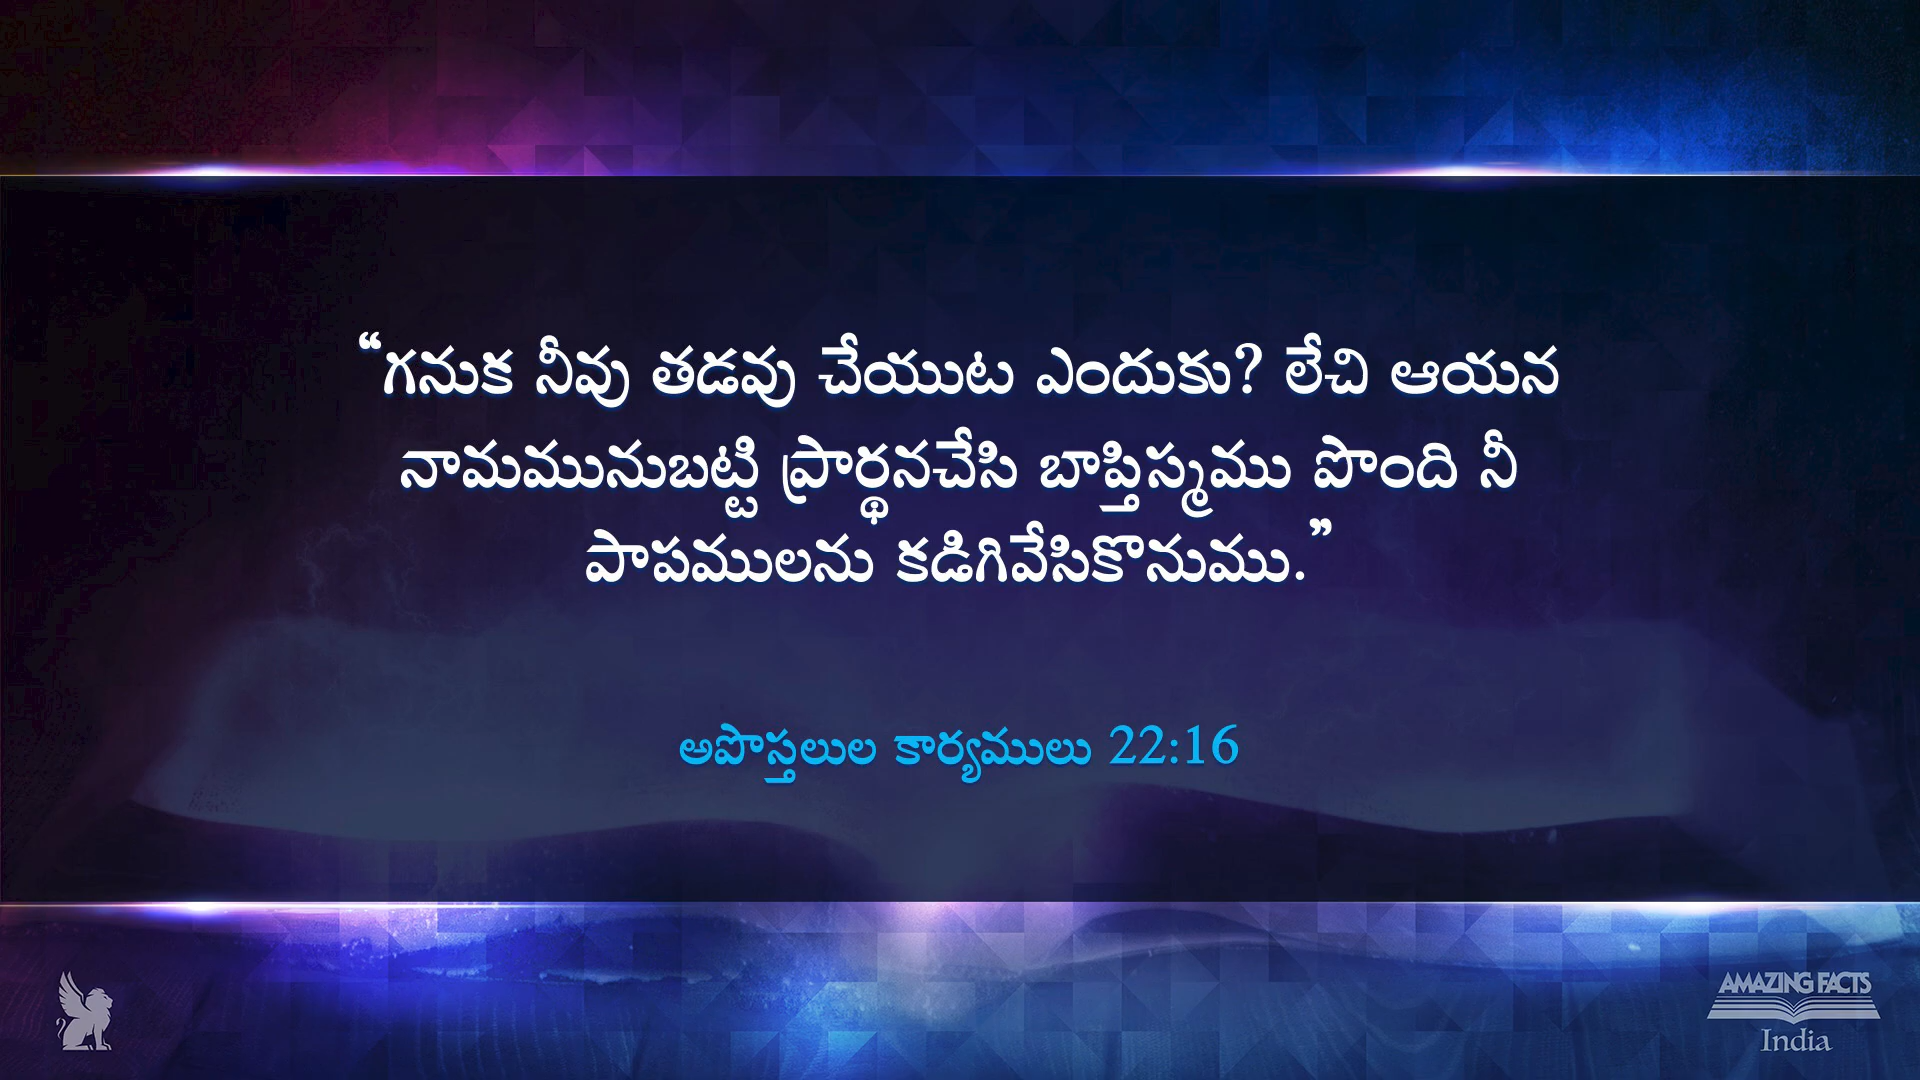 “గనుక నీవు తడవు చేయుట ఎందుకు? లేచి ఆయన
నామమునుబట్టి ప్రార్థనచేసి బాప్తిస్మము పొంది నీ
పాపములను కడిగివేసికొనుము.”
అపొస్తలుల కార్యములు 22:16
AMAZING FACTS
India